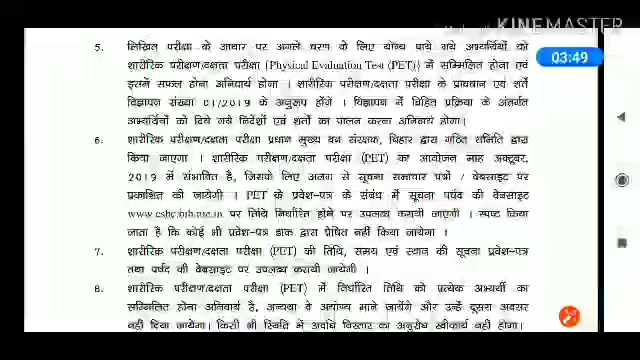 KINEMASTER
03:49
5. लिखित परीक्षा के आधार पर अगले चरण के लिए योग्य पाये गये अभ्यर्थियों को
शारीरिक परीक्षण/दक्षता परीक्षा (Physical Evaluation Test (PET)) में सम्मिलित होना एवं
इसमें सफल होना अनिवार्य होगा । शारीरिक परीक्षण/दक्षता परीक्षा के प्रावधान एवं शर्तें
विज्ञापन संख्या 01/2019 के अनुरूप होंगे । विज्ञापन में विहित प्रक्रिया के अंतर्गत
अभ्यर्थियों को दिये गये निर्देशों एवं शर्तों का पालन करना अनिवार्य होगा।
6. शारीरिक परीक्षण/दक्षता परीक्षा प्रधान मुख्य वन संरक्षक, बिहार द्वारा गठित समिति द्वारा
किया जाएगा । शारीरिक परीक्षण/दक्षता परीक्षा (PET) का आयोजन माह अक्टूबर,
2019 में संभावित है, जिसके लिए अलग से सूचना समाचार पत्रों / वेबसाइट पर
प्रकाशित की जायेगी । PET के प्रवेश-पत्र के संबंध में सूचना पर्षद की वेबसाइट
www.csbc.bih.nic.in पर तिथि निर्धारित होने पर उपलब्ध करायी जाएगी । स्पष्ट किया
जाता है कि कोई भी प्रवेश-पत्र डाक द्वारा प्रेषित नहीं किया जायेगा ।
7. शारीरिक परीक्षण/दक्षता परीक्षा (PET) की तिथि, समय एवं स्थान की सूचना प्रवेश-पत्र
तथा पर्षद की वेबसाइट पर उपलब्ध करायी जायेगी ।
8. शारीरिक परीक्षण/दक्षता परीक्षा (PET) में निर्धारित तिथि को प्रत्येक अभ्यर्थी का
सम्मिलित होना अनिवार्य है, अन्यथा वे अयोग्य माने जायेंगे और उन्हें दूसरा अवसर
नहीं दिया जायेगा। किसी भी स्थिति में अवधि विस्तार का अनुरोध स्वीकार्य नहीं होगा।